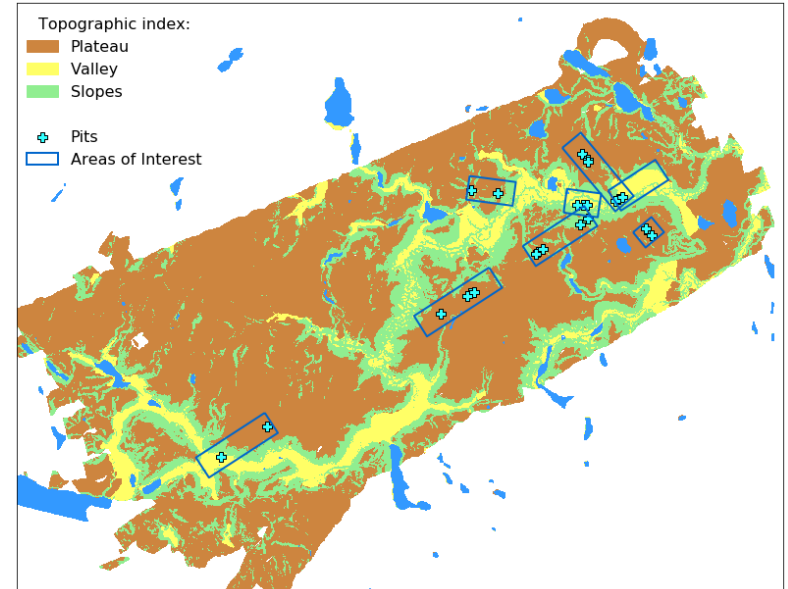 Topographic index:
Plateau
Valley
Slopes
Pits
Areas of Interest